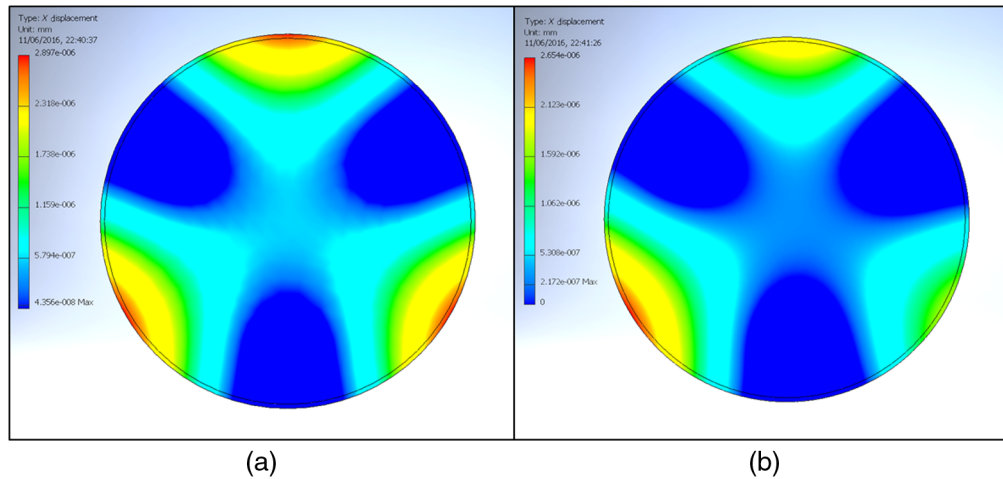 Type: X displacement
Unit: mm
11/06/2016, 22:40:37
2.897e-006
2.318e-006
1.738e-006
1.159e-006
5.794e-007
4.356e-008 Max
Type: X displacement
Unit: mm
11/06/2016, 22:41:26
2.654e-006
2.123e-006
1.592e-006
1.062e-006
5.308e-007
2.172e-007 Max
0
(a)
(b)